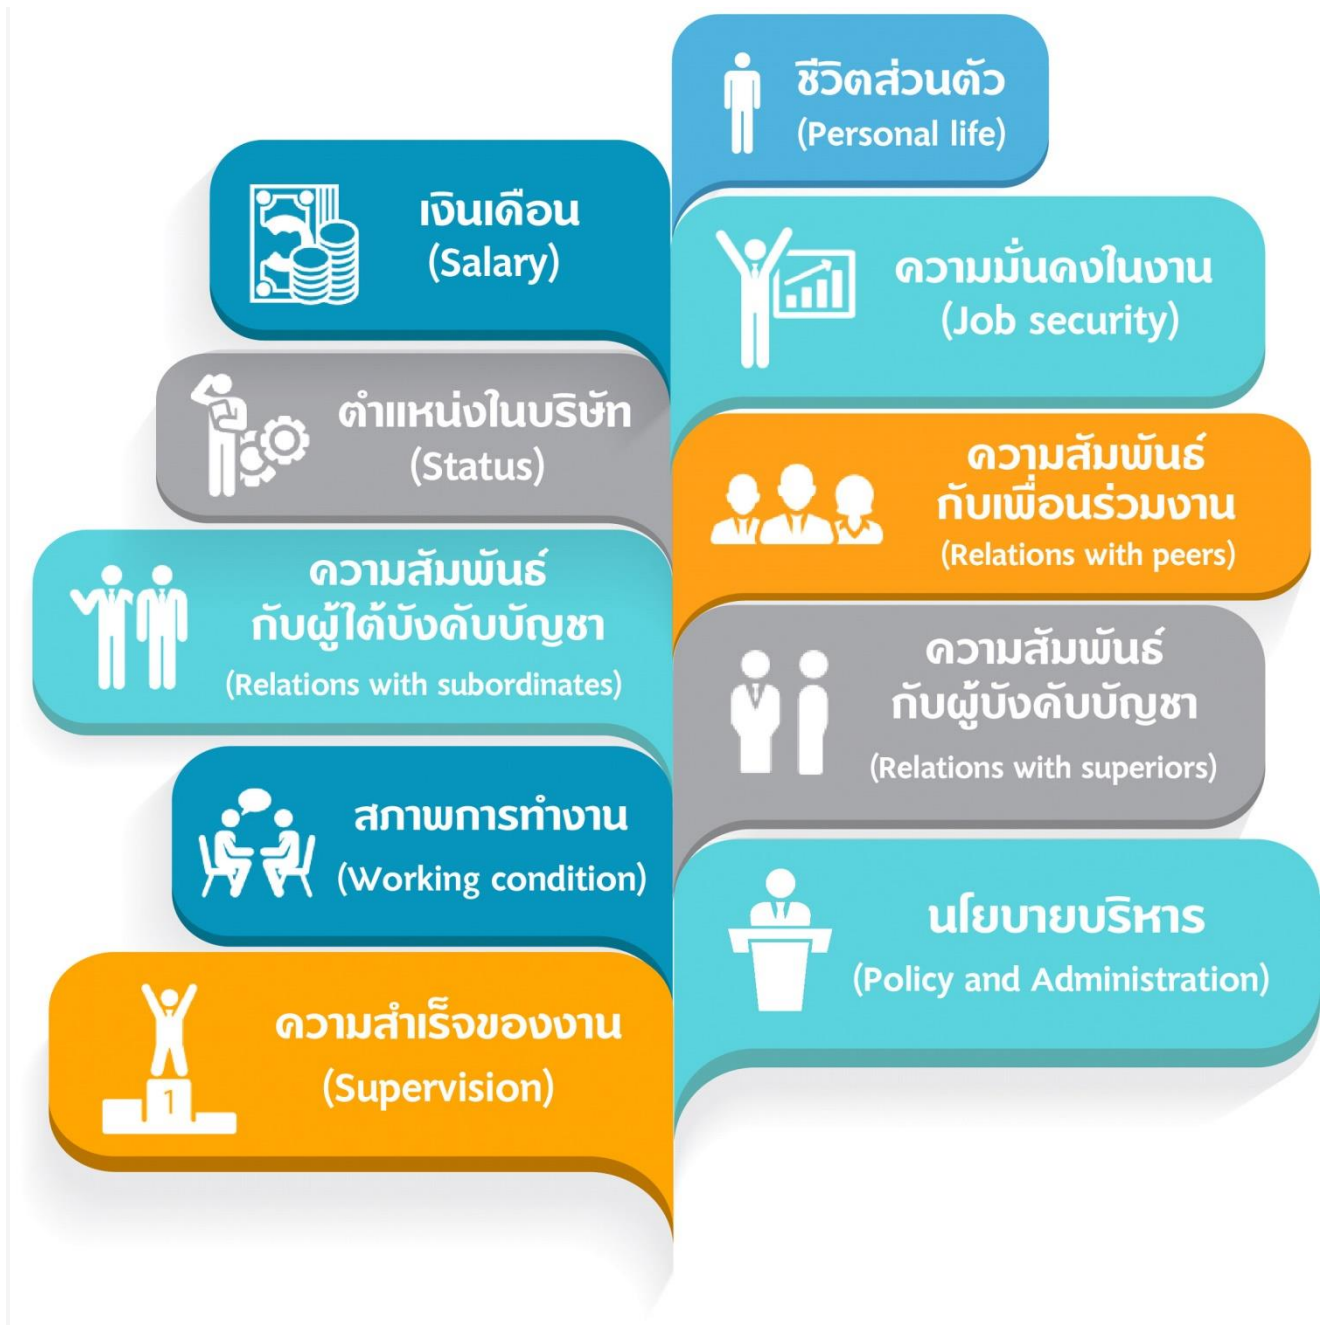 ชีวิตส่วนตัว
(Personal life)
เงินเดือน
(Salary)
ความมั่นคงในงาน
(Job security)
ตำแหน่งในบริษัท
(Status)
ความสัมพันธ์
กับเพื่อนร่วมงาน
(Relations with peers)
ความสัมพันธ์
กับผู้ใต้บังคับบัญชา
(Relations with subordinates)
ความสัมพันธ์
กับผู้บังคับบัญชา
(Relations with superiors)
สภาพการทำงาน
(Working condition)
นโยบายบริหาร
(Policy and Administration)
ความสำเร็จของงาน
(Supervision)
1